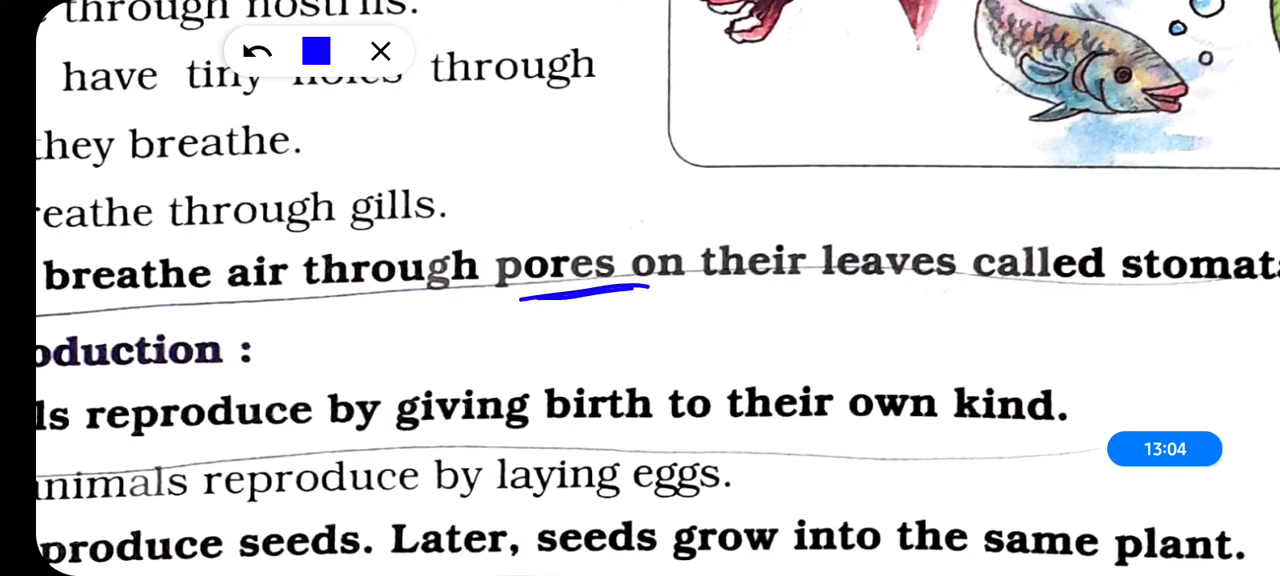 through nostrils.
have tiny holes through
they breathe.
reathe through gills.
breathe air through pores on their leaves called stomat
oduction :
ls reproduce by giving birth to their own kind.
13:04
nimals reproduce by laying eggs.
produce seeds. Later, seeds grow into the same plant.